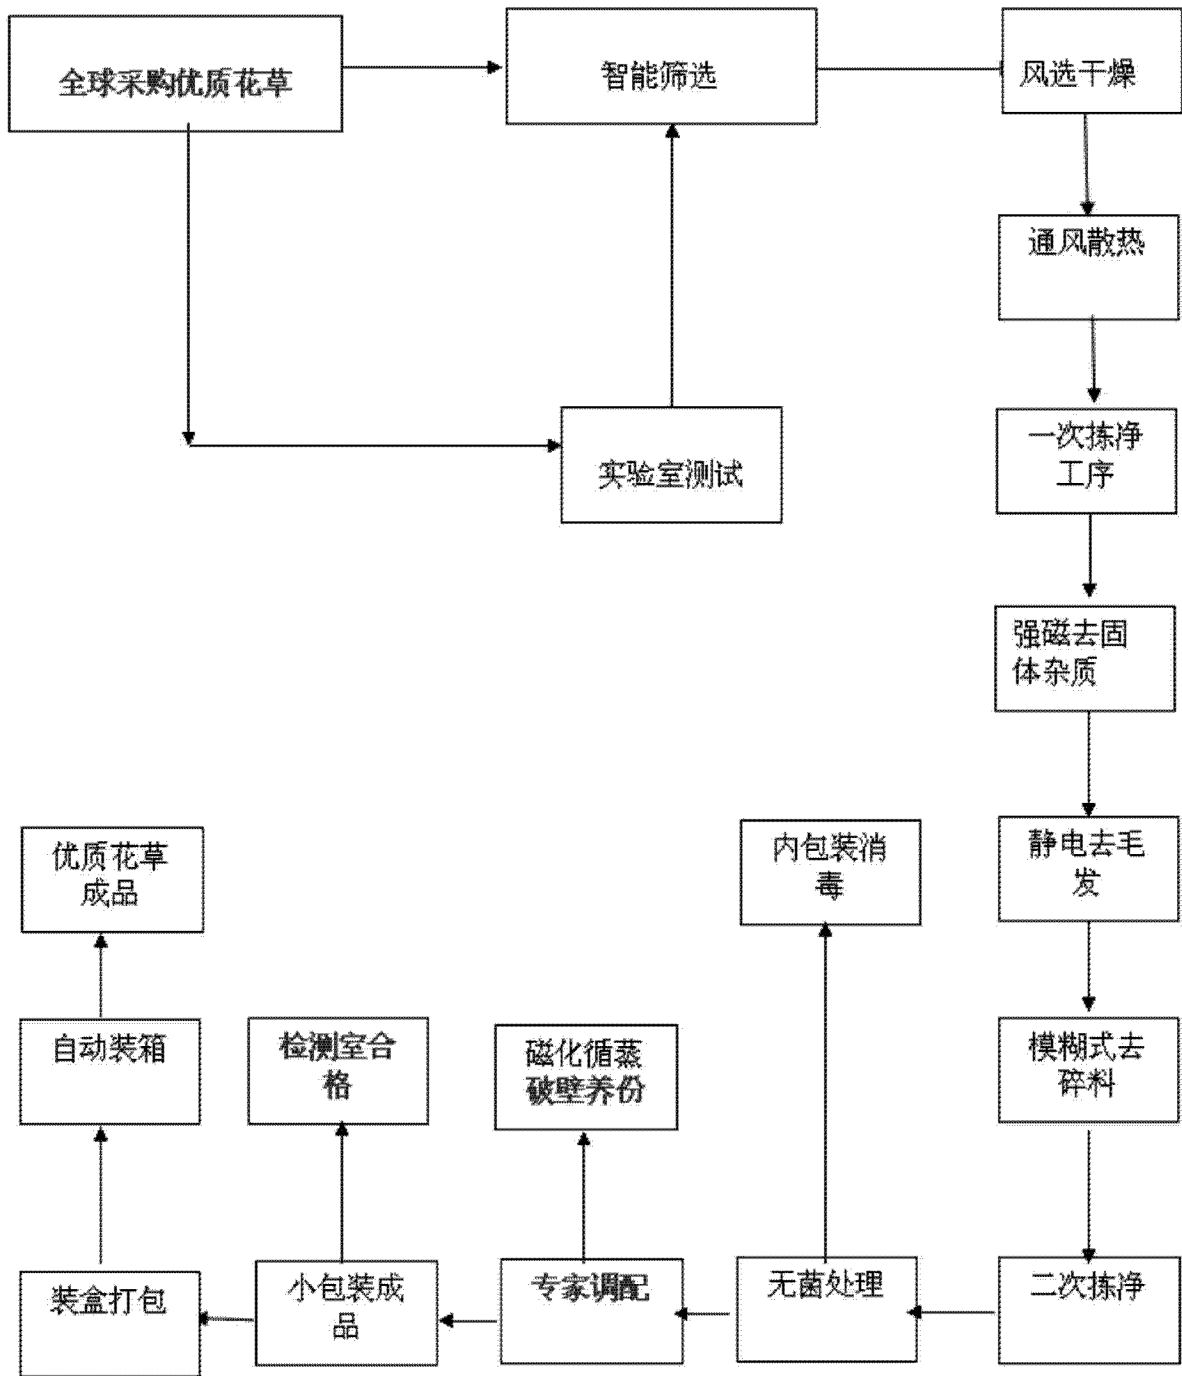 全球采购优质花草
智能筛选
风选干燥
通风散热
一次拣净
工序
实验室测试
强磁去固
体杂质
静电去毛
发
内包装消
毒
优质花草
成品
模糊式去
碎料
磁化循蒸
破壁养份
检测室合
格
自动装箱
二次拣净
无菌处理
专家调配
小包装成
品
装盒打包